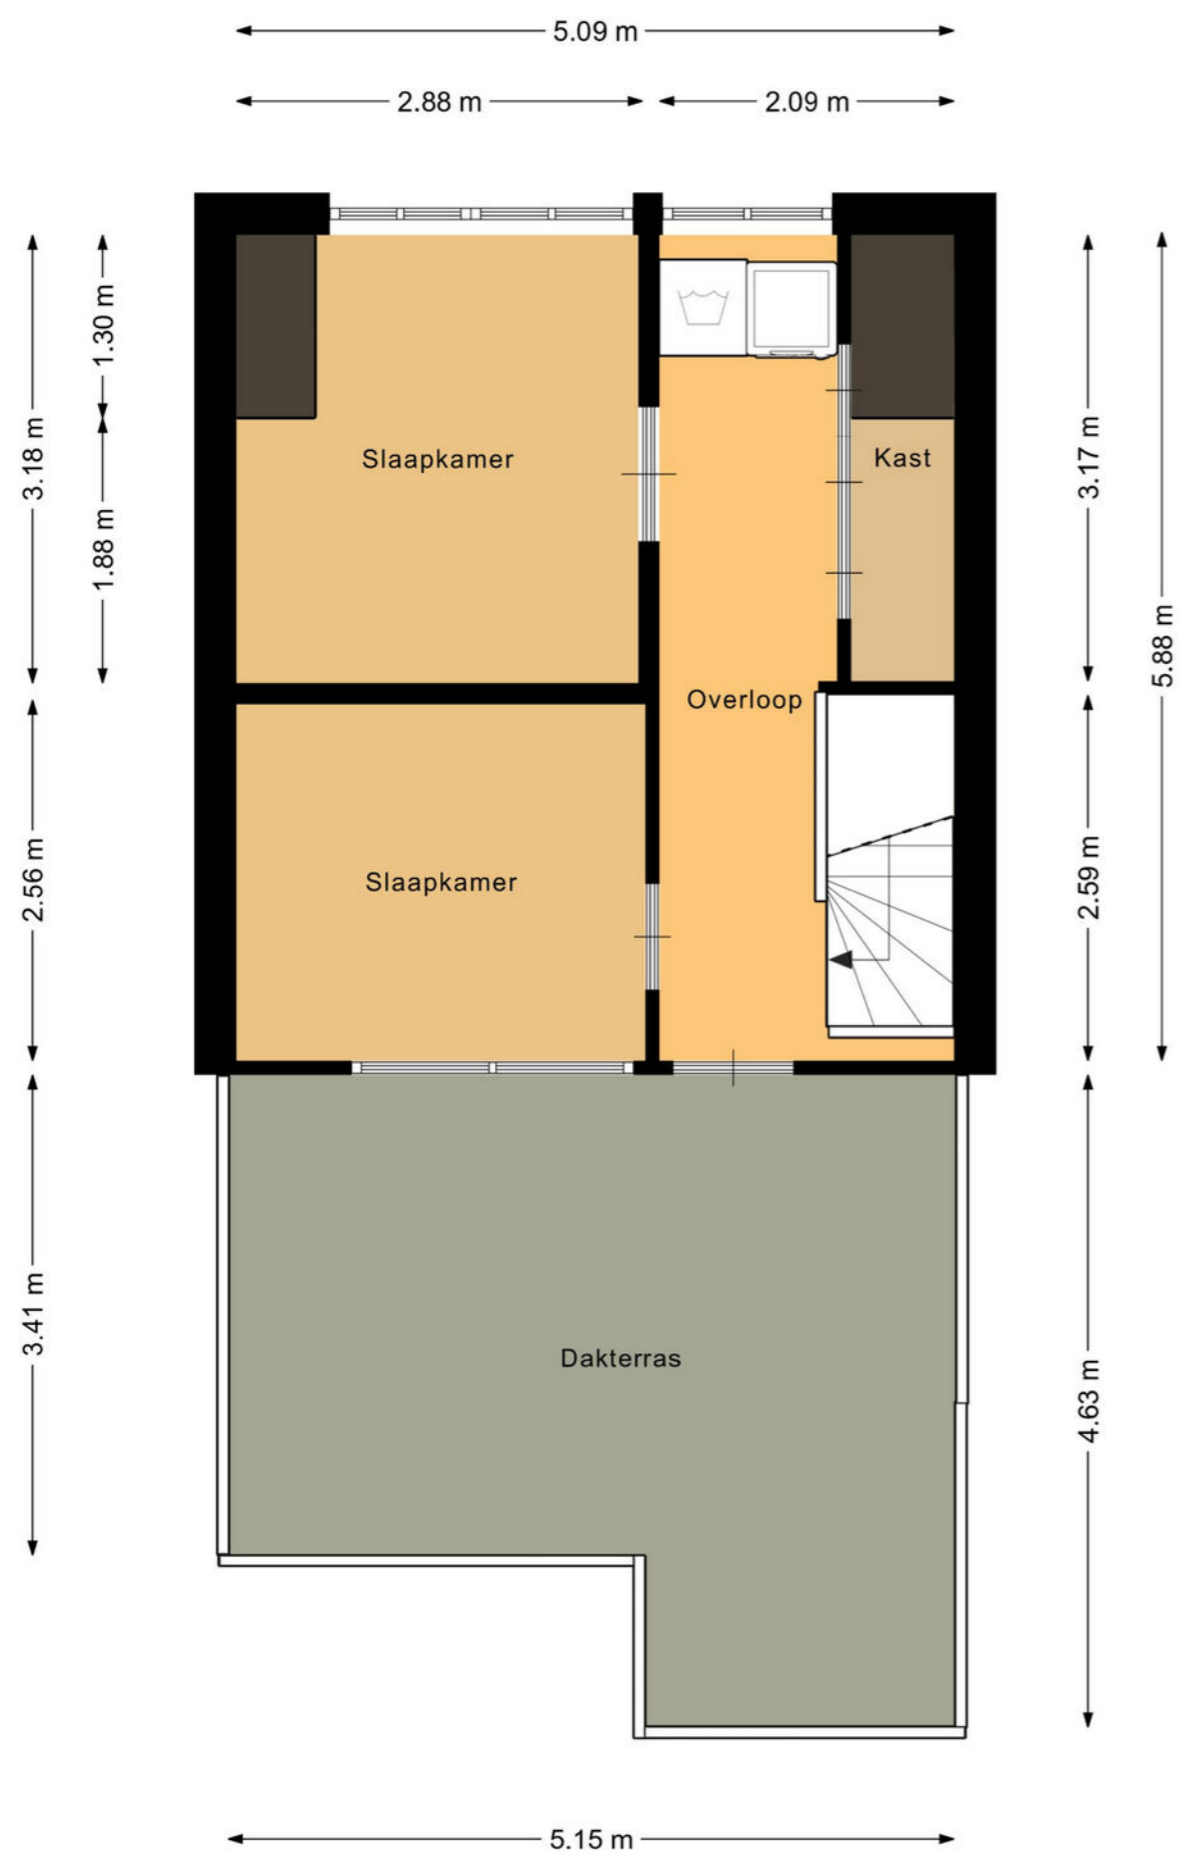 5.09 m
2.88 m
2.09 m
1.30 m
3.18 m
1.88 m
Slaapkamer
Kast
3.17 m
5.88 m
Overloop
2.56 m
Slaapkamer
2.59 m
3.41 m
Dakterras
4.63 m
5.15 m